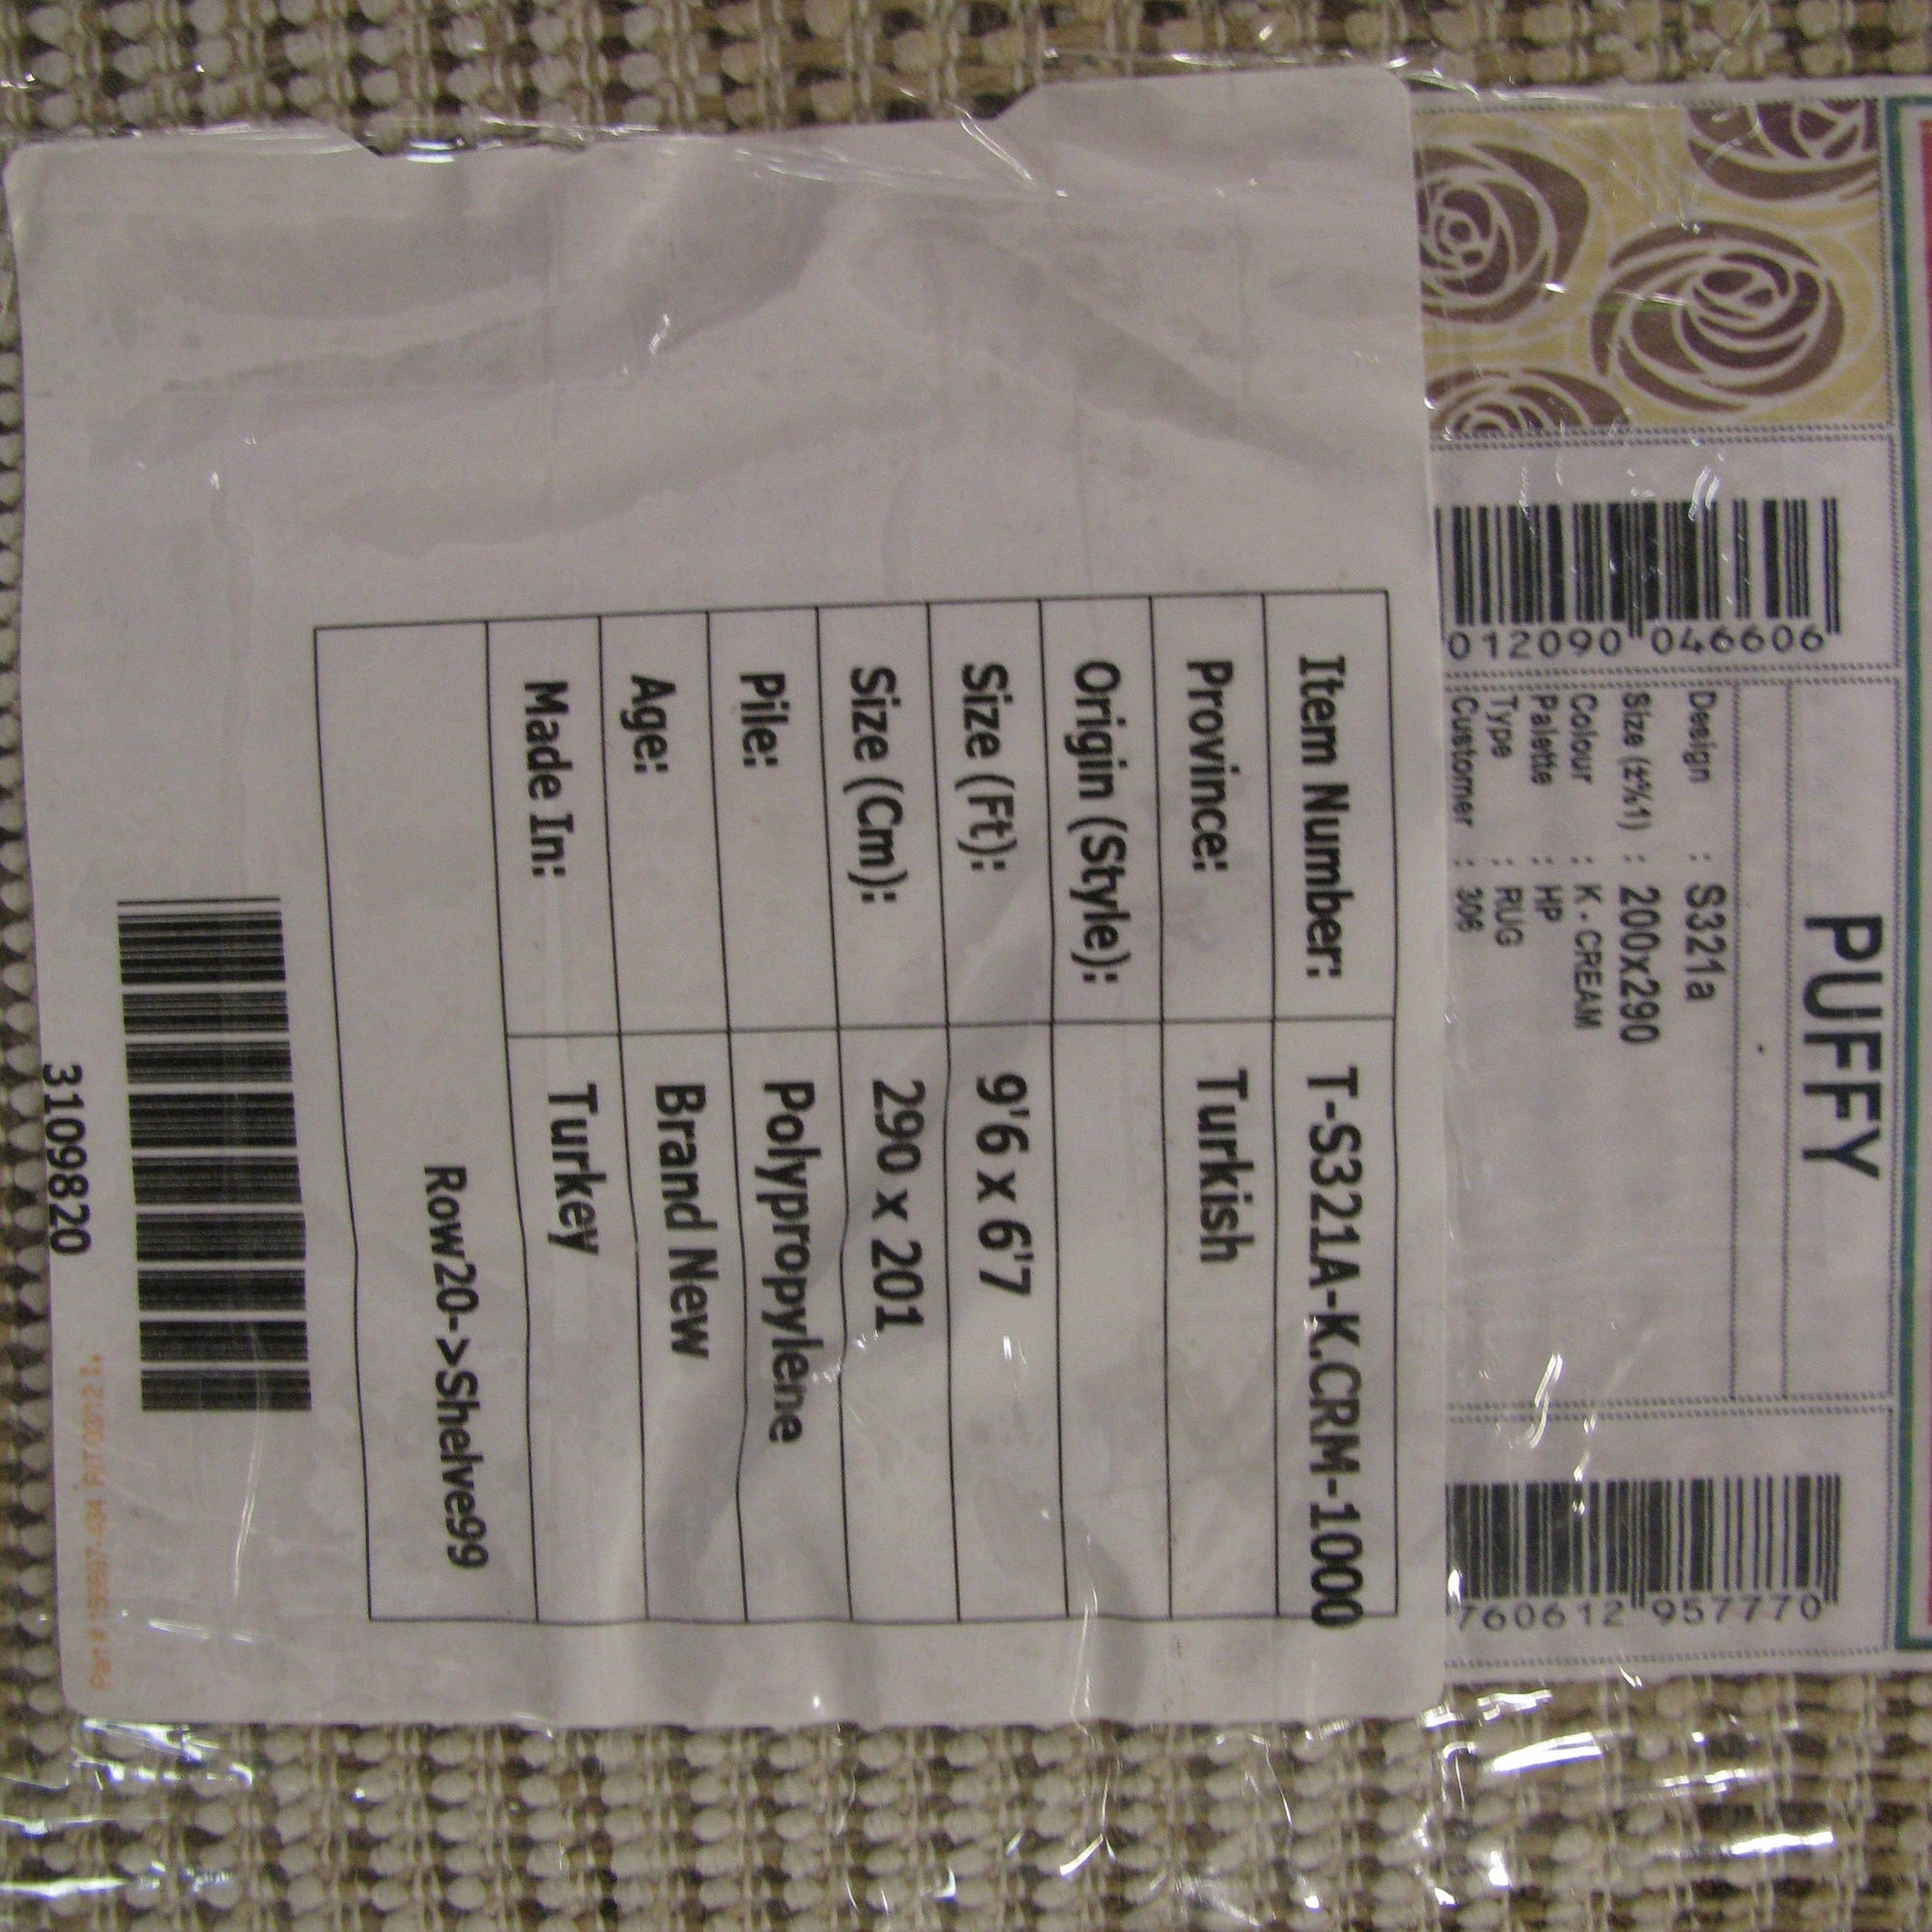 PUFFY
Design : S321a
Size (±%1) : 200x290
Colour : K - CREAM
Palette : HP
Type : RUG
Customer : 306
012090 046606
760612 957770
Item Number: T-S321A-K.CRM-1000
Province: Turkish
Origin (Style):
Size (Ft): 9'6 x 6'7
Size (Cm): 290 x 201
Pile: Polypropylene
Age: Brand New
Made In: Turkey
Row20->Shelve99
3109820